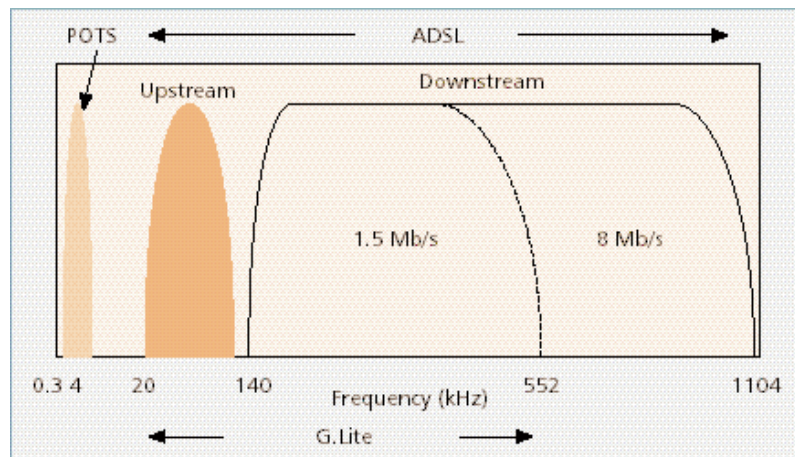 POTS
ADSL
Upstream
Downstream
1.5 Mb/s
8 Mb/s
0.3 4 20 140 552 1104
Frequency (kHz)
G.Lite